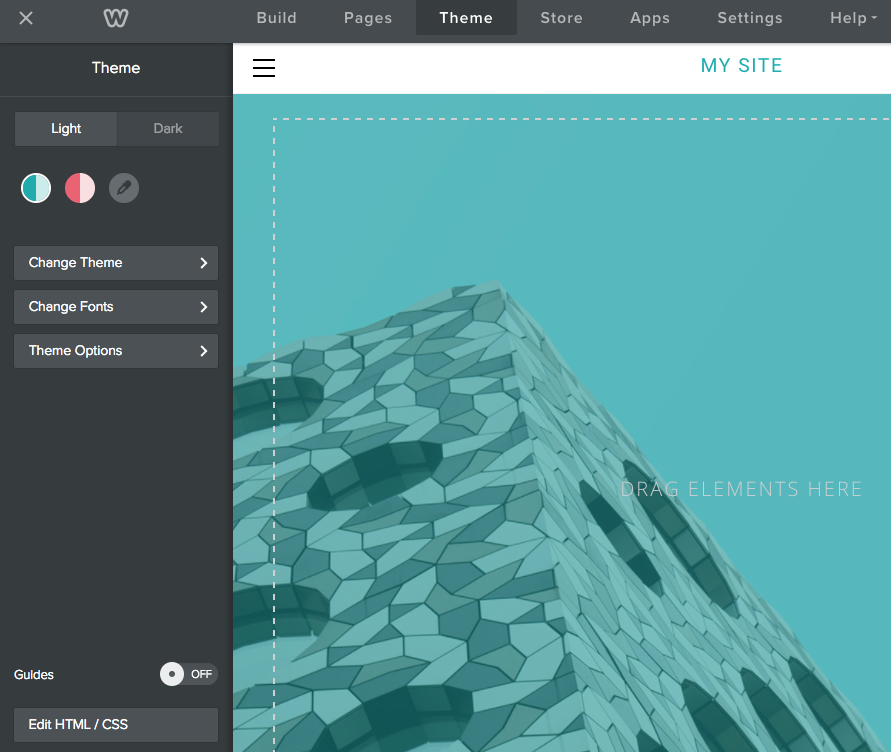 Build Pages Theme Store Apps Settings Help
Theme
MY SITE
Light Dark
Change Theme
Change Fonts
Theme Options
DRAG ELEMENTS HERE
Guides OFF
Edit HTML / CSS